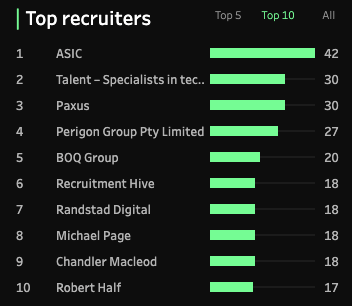 Top recruiters
Top 5 Top 10 All
1 ASIC 42
2 Talent – Specialists in tec.. 30
3 Paxus 30
4 Perigon Group Pty Limited 27
5 BOQ Group 20
6 Recruitment Hive 18
7 Randstad Digital 18
8 Michael Page 18
9 Chandler Macleod 18
10 Robert Half 17